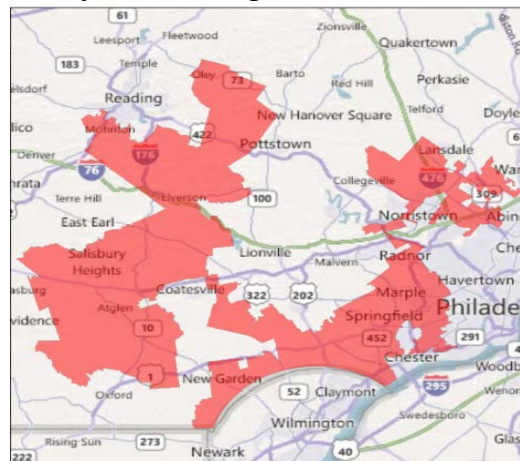 61
Zionsville
Leesport
Fleetwood
Quakertown
183
Temple
Oley
73
Barto
Red Hill
Perkasie
Reading
Telford
Doyle
New Hanover Square
Mohnton
422
Denver
176
Pottstown
Lansdale
76
Collegeville
476
War
309
Terre Hill
Elverson
100
Norristown
Abin
East Earl
Radnor
Salisbury
Heights
Lionville
Malvern
Havertown
Coatesville
322
202
Marple
Philade
Atglen
Springfield
10
452
291
Chester
1
New Garden
52
Claymont
295
Oxford
Swedesboro
Wilmington
Rising Sun
273
222
Newark
40